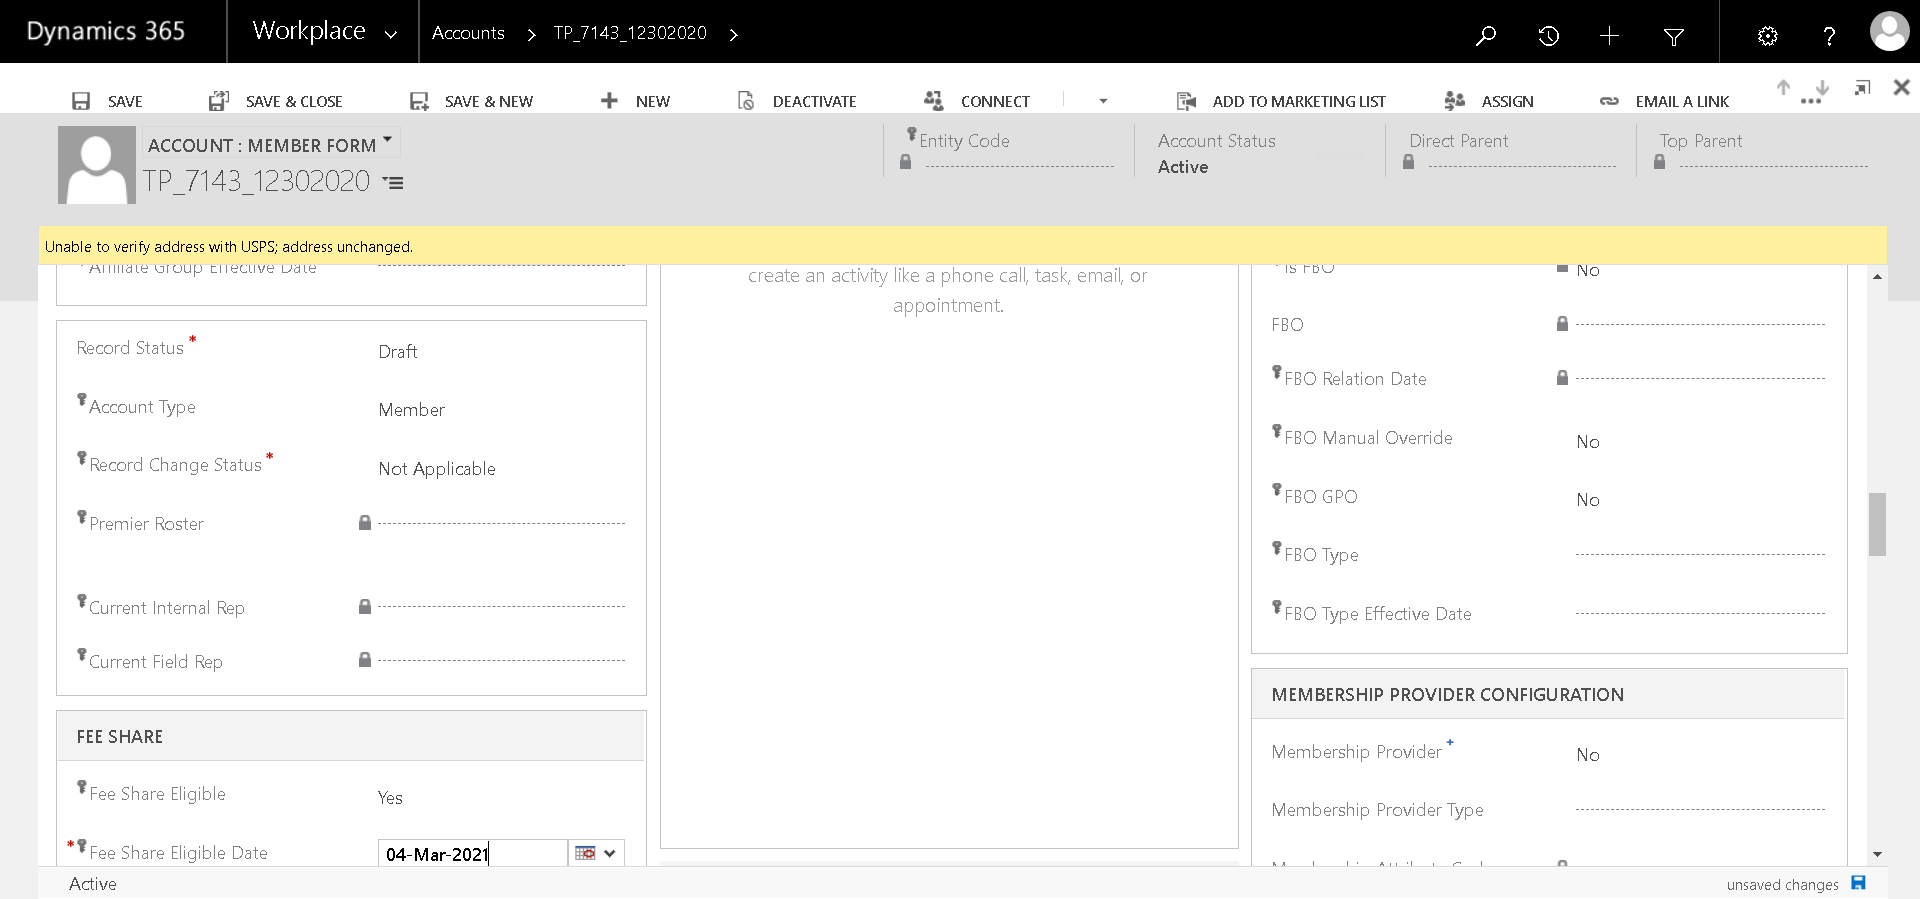 Dynamics 365
Workplace
Accounts
TP_7143_12302020
SAVE
SAVE & CLOSE
SAVE & NEW
NEW
DEACTIVATE
CONNECT
ADD TO MARKETING LIST
ASSIGN
EMAIL A LINK
ACCOUNT : MEMBER FORM
TP_7143_12302020
Entity Code
Account Status
Active
Direct Parent
Top Parent
Unable to verify address with USPS; address unchanged.
Affiliate Group Effective Date
Record Status *
Draft
Account Type
Member
Record Change Status *
Not Applicable
Premier Roster
Current Internal Rep
Current Field Rep
FEE SHARE
Fee Share Eligible
Yes
* Fee Share Eligible Date
04-Mar-2021
create an activity like a phone call, task, email, or
appointment.
Is FBO
No
FBO
FBO Relation Date
FBO Manual Override
No
FBO GPO
No
FBO Type
FBO Type Effective Date
MEMBERSHIP PROVIDER CONFIGURATION
Membership Provider +
No
Membership Provider Type
Active
unsaved changes